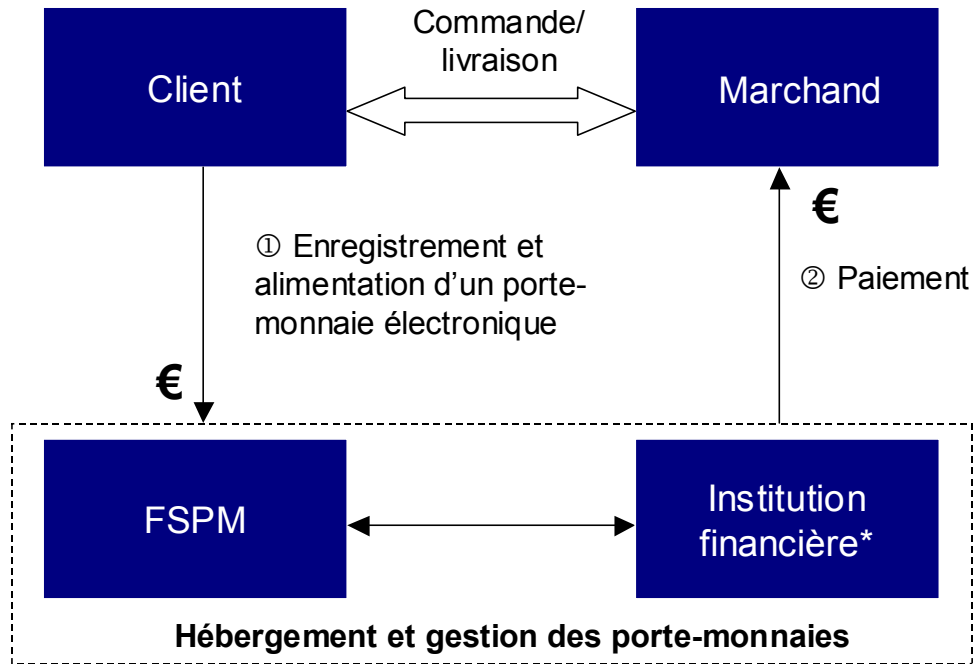 Commande/
livraison
Client
Marchand
€
① Enregistrement et
alimentation d'un porte-
monnaie électronique
② Paiement
€
FSPM
Institution
financière*
Hébergement et gestion des porte-monnaies